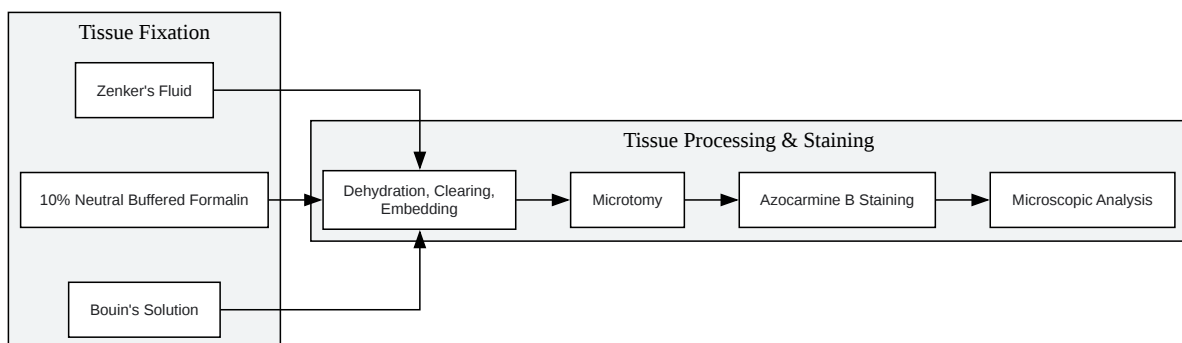 Tissue Fixation
Zenker's Fluid
10% Neutral Buffered Formalin
Bouin's Solution
Tissue Processing & Staining
Dehydration, Clearing,
Embedding
Microtomy
Azocarmine B Staining
Microscopic Analysis